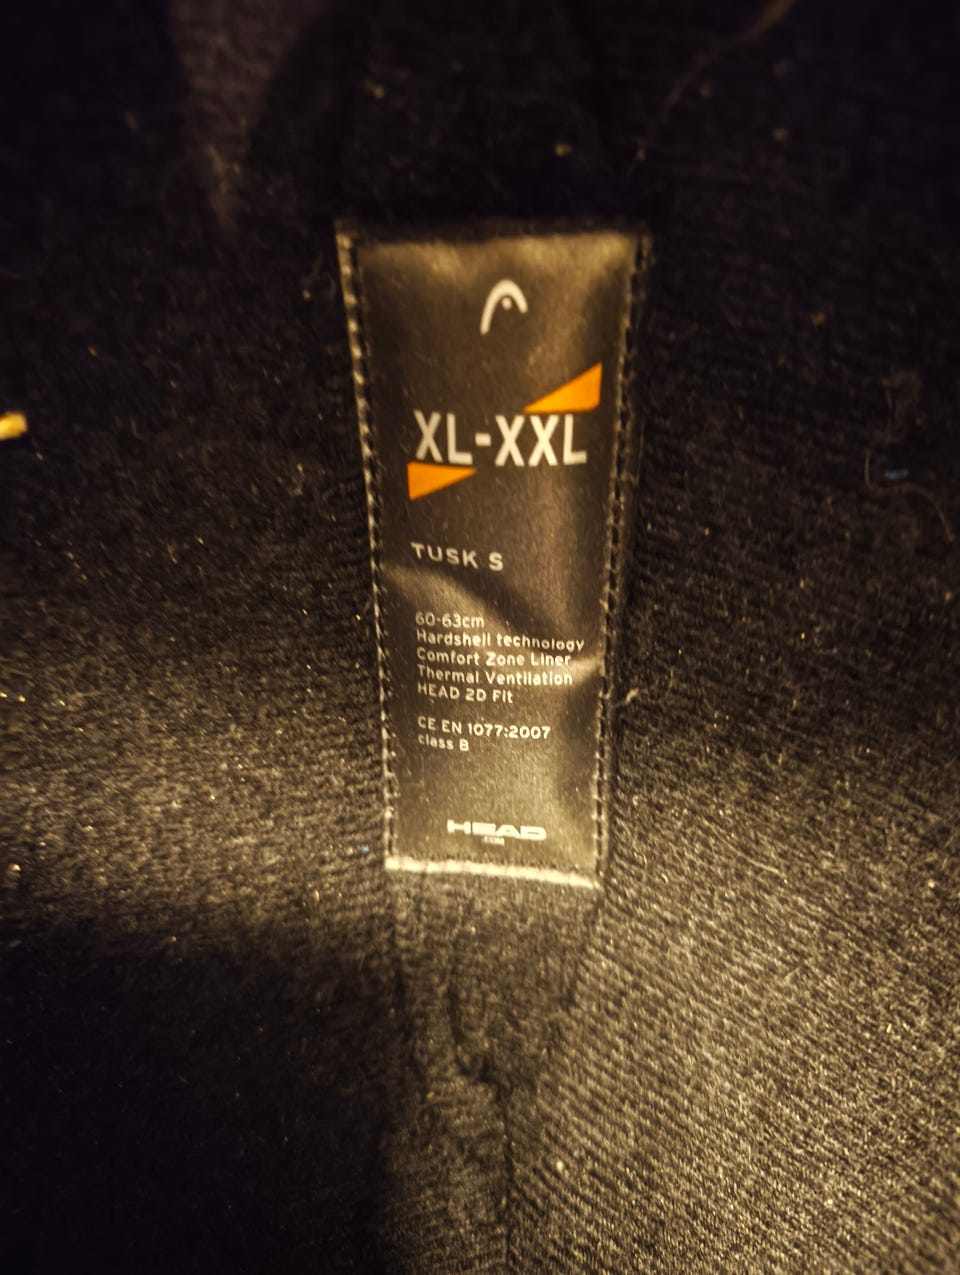 XL-XXL
TUSK S
60-63cm
Hardshell technology
Comfort Zone Liner
Thermal Ventilation
HEAD 2D Fit
CE EN 1077:2007
class B
HEAD